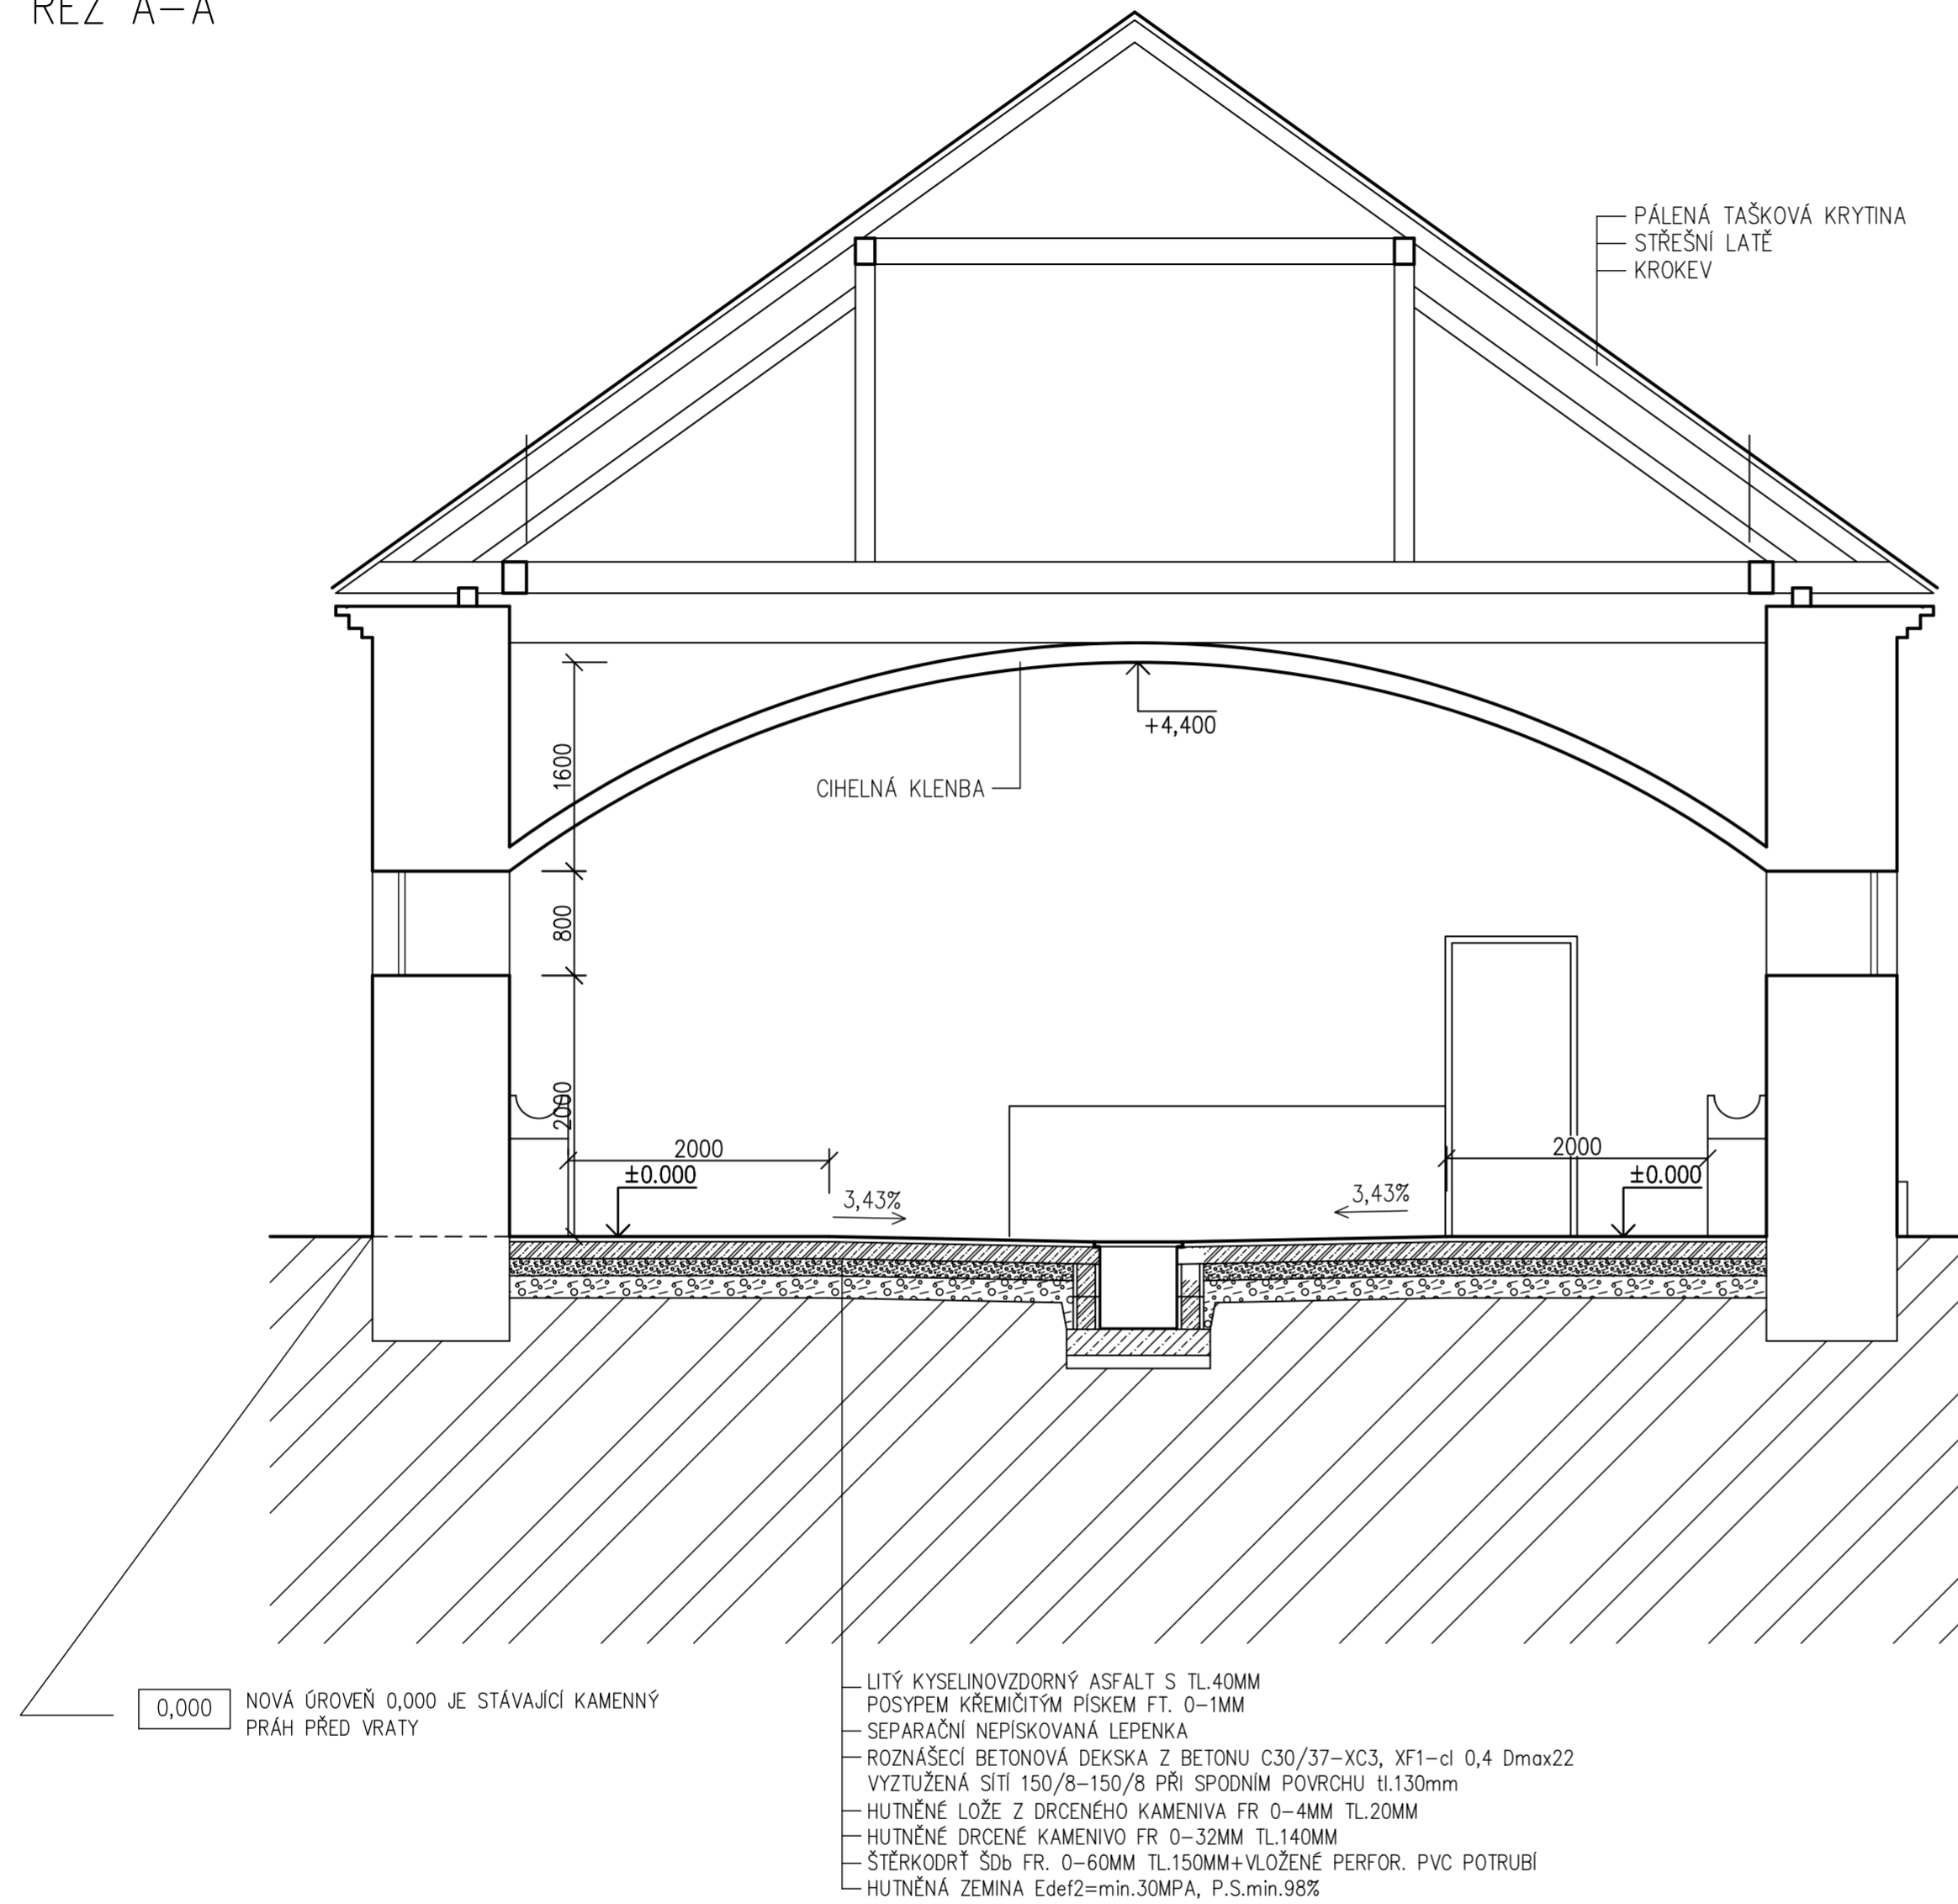 ŘEZ A-A
PÁLENÁ TAŠKOVÁ KRYTINA
STŘEŠNÍ LATĚ
KROKEV
+4,400
1600
CIHELNÁ KLENBA
800
2000
2000
2000
±0.000
±0.000
3,43%
3,43%
0,000
NOVÁ ÚROVEŇ 0,000 JE STÁVAJÍCÍ KAMENNÝ
PRÁH PŘED VRATY
LITÝ KYSELINOVZDORNÝ ASFALT S TL.40MM
POSYPEM KŘEMIČITÝM PÍSKEM FT. 0-1MM
SEPARAČNÍ NEPÍSKOVANÁ LEPENKA
ROZNÁŠECÍ BETONOVÁ DEKSKA Z BETONU C30/37-XC3, XF1-cl 0,4 Dmax22
VYZTUŽENÁ SÍTÍ 150/8-150/8 PŘI SPODNÍM POVRCHU tl.130mm
HUTNĚNÉ LOŽE Z DRCENÉHO KAMENIVA FR 0-4MM TL.20MM
HUTNĚNÉ DRCENÉ KAMENIVO FR 0-32MM TL.140MM
ŠTĚRKODRŤ ŠDb FR. 0-60MM TL.150MM+VLOŽENÉ PERFOR. PVC POTRUBÍ
HUTNĚNÁ ZEMINA Edef2=min.30MPA, P.S.min.98%